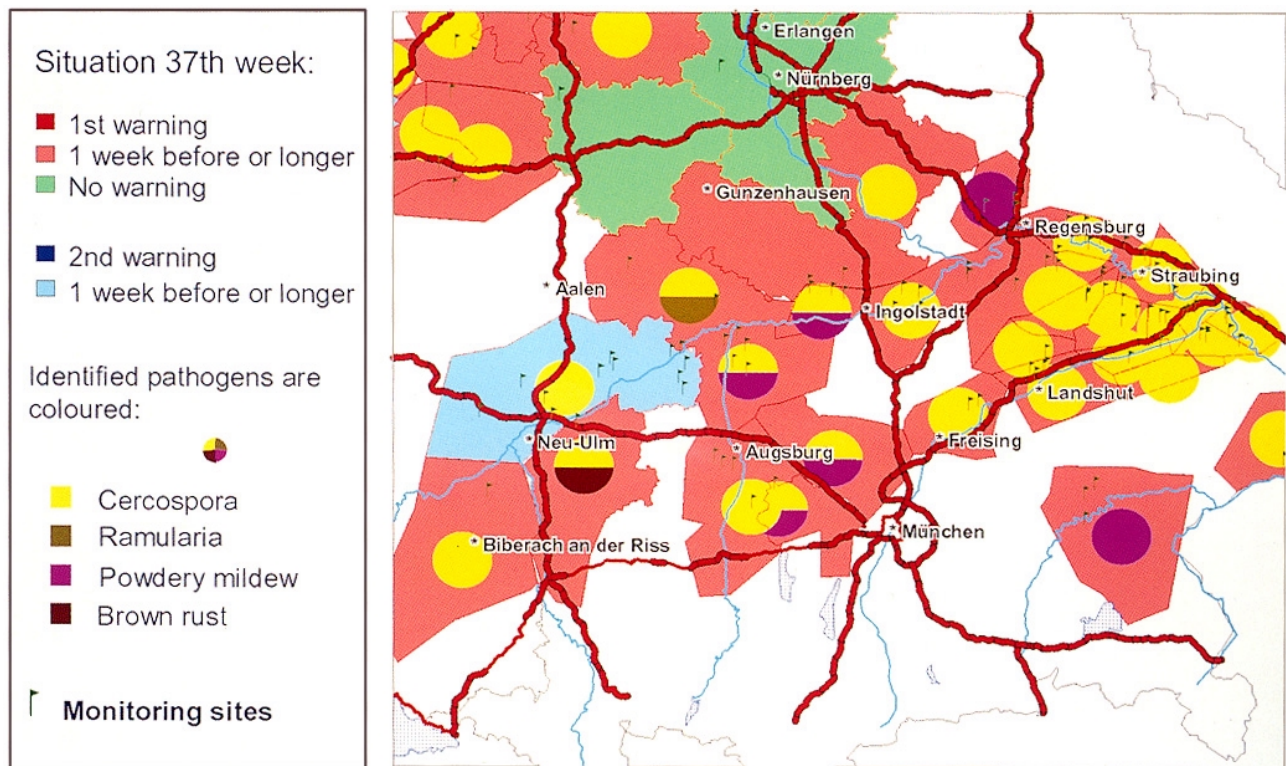 Situation 37th week:
1st warning
1 week before or longer
No warning
2nd warning
1 week before or longer
Identified pathogens are
coloured:
Cercospora
Ramularia
Powdery mildew
Brown rust
Monitoring sites
* Erlangen
* Nürnberg
* Gunzenhausen
* Regensburg
* Straubing
* Aalen
* Ingolstadt
* Landshut
* Neu-Ulm
* Augsburg
* Freising
* München
* Biberach an der Riss